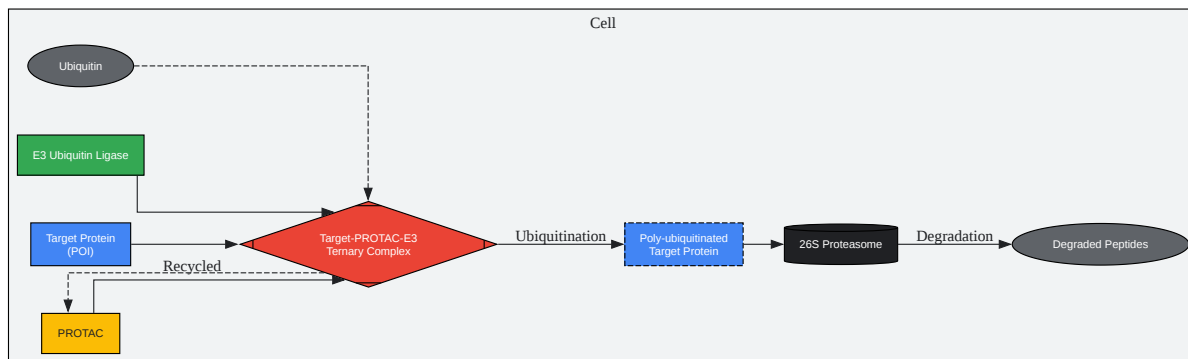 Cell
Ubiquitin
E3 Ubiquitin Ligase
Target Protein
(POI)
Recycled
PROTAC
Target-PROTAC-E3
Ternary Complex
Ubiquitination
Poly-ubiquitinated
Target Protein
26S Proteasome
Degradation
Degraded Peptides